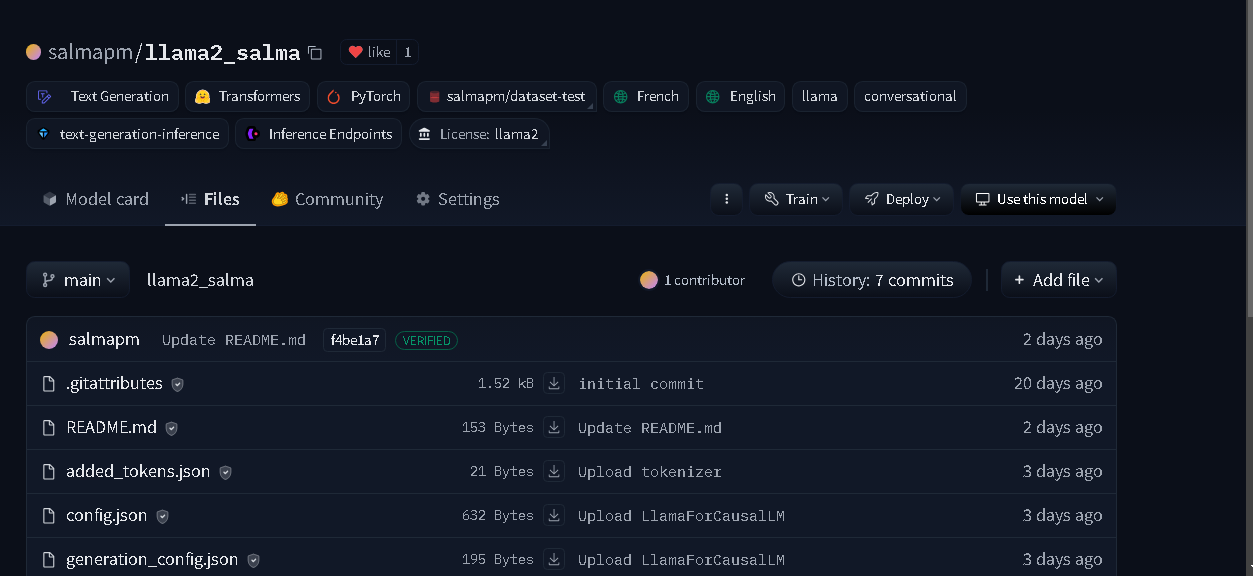 salmapm/llama2_salma like 1
Text Generation Transformers PyTorch salmapm/dataset-test French English llama conversational
text-generation-inference Inference Endpoints License: llama2
Model card Files Community Settings Train Deploy Use this model
main llama2_salma 1 contributor History: 7 commits + Add file
salmapm Update README.md f4be1a7 VERIFIED 2 days ago
.gitattributes 1.52 kB initial commit 20 days ago
README.md 153 Bytes Update README.md 2 days ago
added_tokens.json 21 Bytes Upload tokenizer 3 days ago
config.json 632 Bytes Upload LlamaForCausalLM 3 days ago
generation_config.json 195 Bytes Upload LlamaForCausalLM 3 days ago